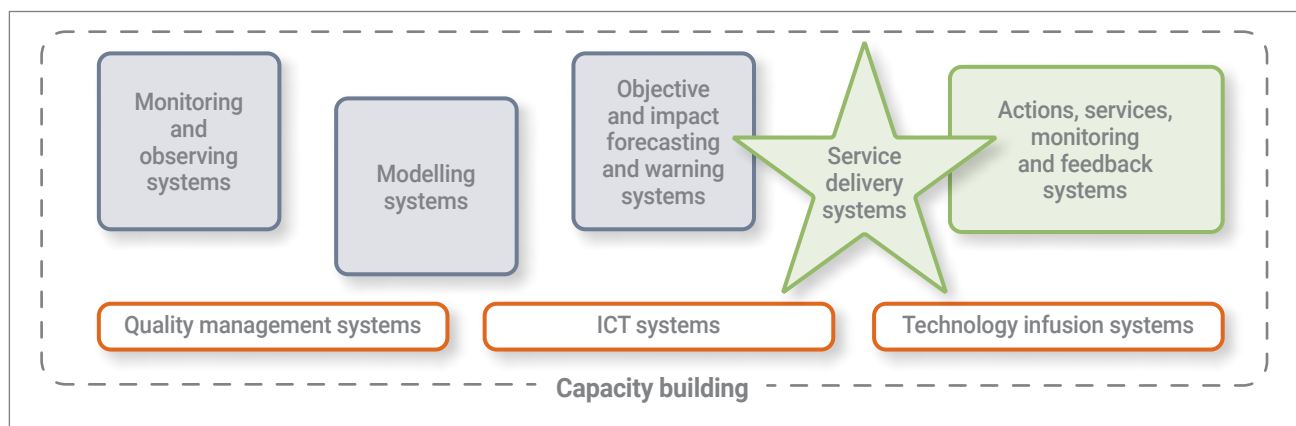 Monitoring
and
observing
systems
Modelling
systems
Objective
and impact
forecasting
and warning
systems
Service
delivery
systems
Actions, services,
monitoring
and feedback
systems
Quality management systems
ICT systems
Technology infusion systems
Capacity building